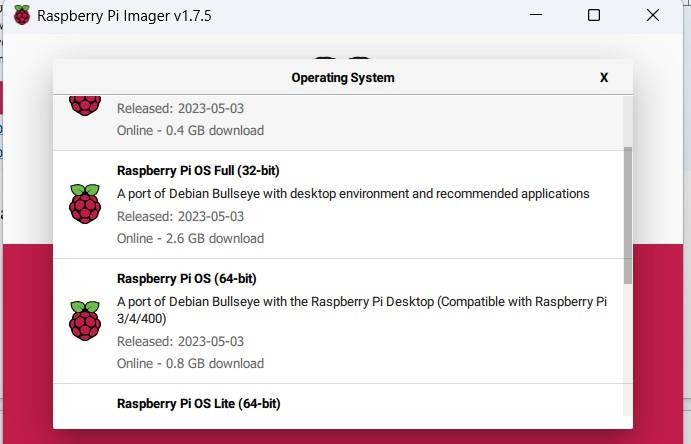 Raspberry Pi Imager v1.7.5
Operating System
X
Released: 2023-05-03
Online - 0.4 GB download
Raspberry Pi OS Full (32-bit)
A port of Debian Bullseye with desktop environment and recommended applications
Released: 2023-05-03
Online - 2.6 GB download
Raspberry Pi OS (64-bit)
A port of Debian Bullseye with the Raspberry Pi Desktop (Compatible with Raspberry Pi
3/4/400)
Released: 2023-05-03
Online - 0.8 GB download
Raspberry Pi OS Lite (64-bit)